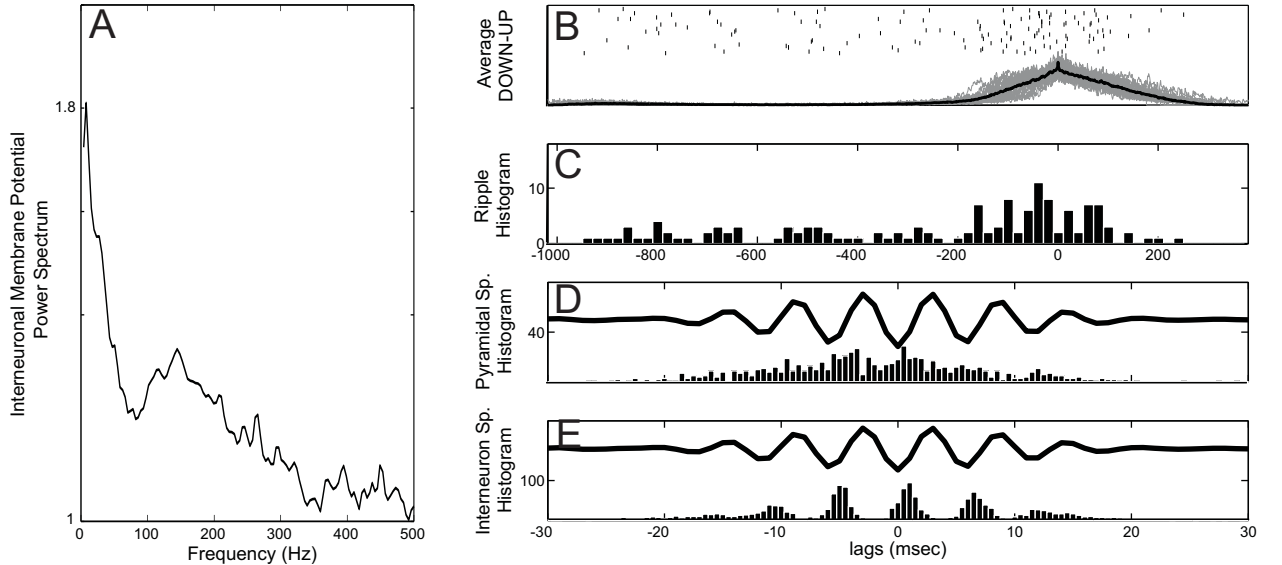 A
1.8
1
0 100 200 300 400 500
Frequency (Hz)
Interneuronal Membrane Potential
Power Spectrum
B
Average
DOWN-UP
C
Ripple
Histogram
10
0
-1000 -800 -600 -400 -200 0 200
D
Pyramidal Sp.
Histogram
40
E
Interneuron Sp.
Histogram
100
-30 -20 -10 0 10 20 30
lags (msec)